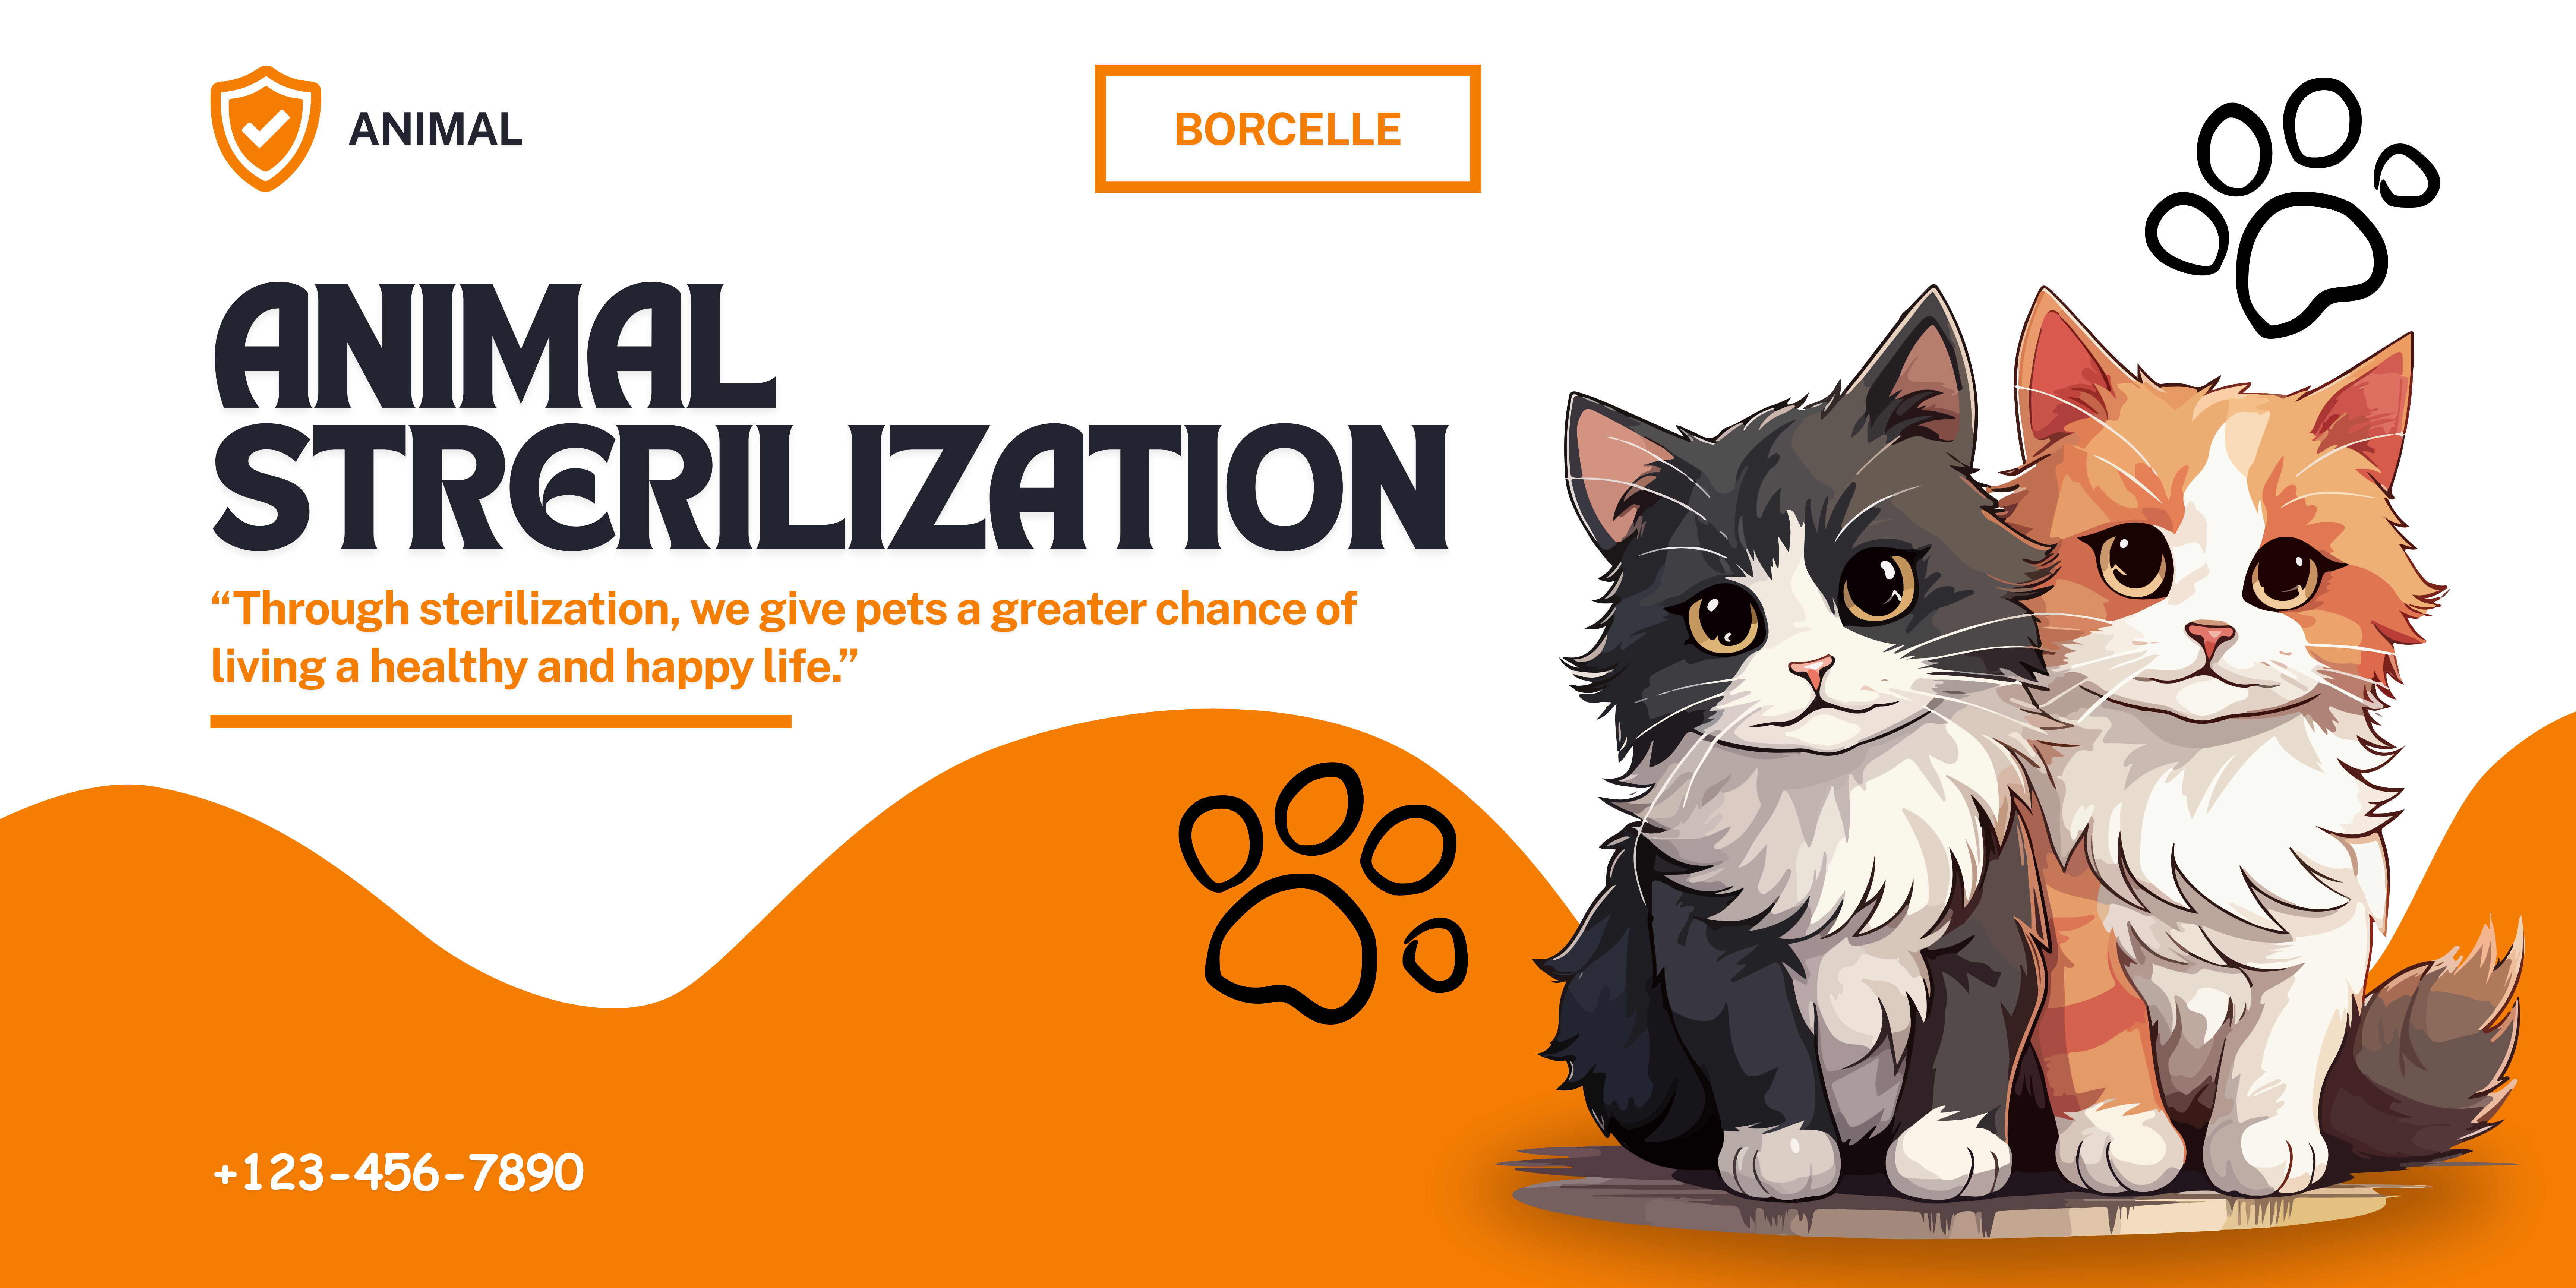 ANIMAL
BORCELLE
ANIMAL
STRERILIZATION
“Through sterilization, we give pets a greater chance of
living a healthy and happy life.”
+123-456-7890